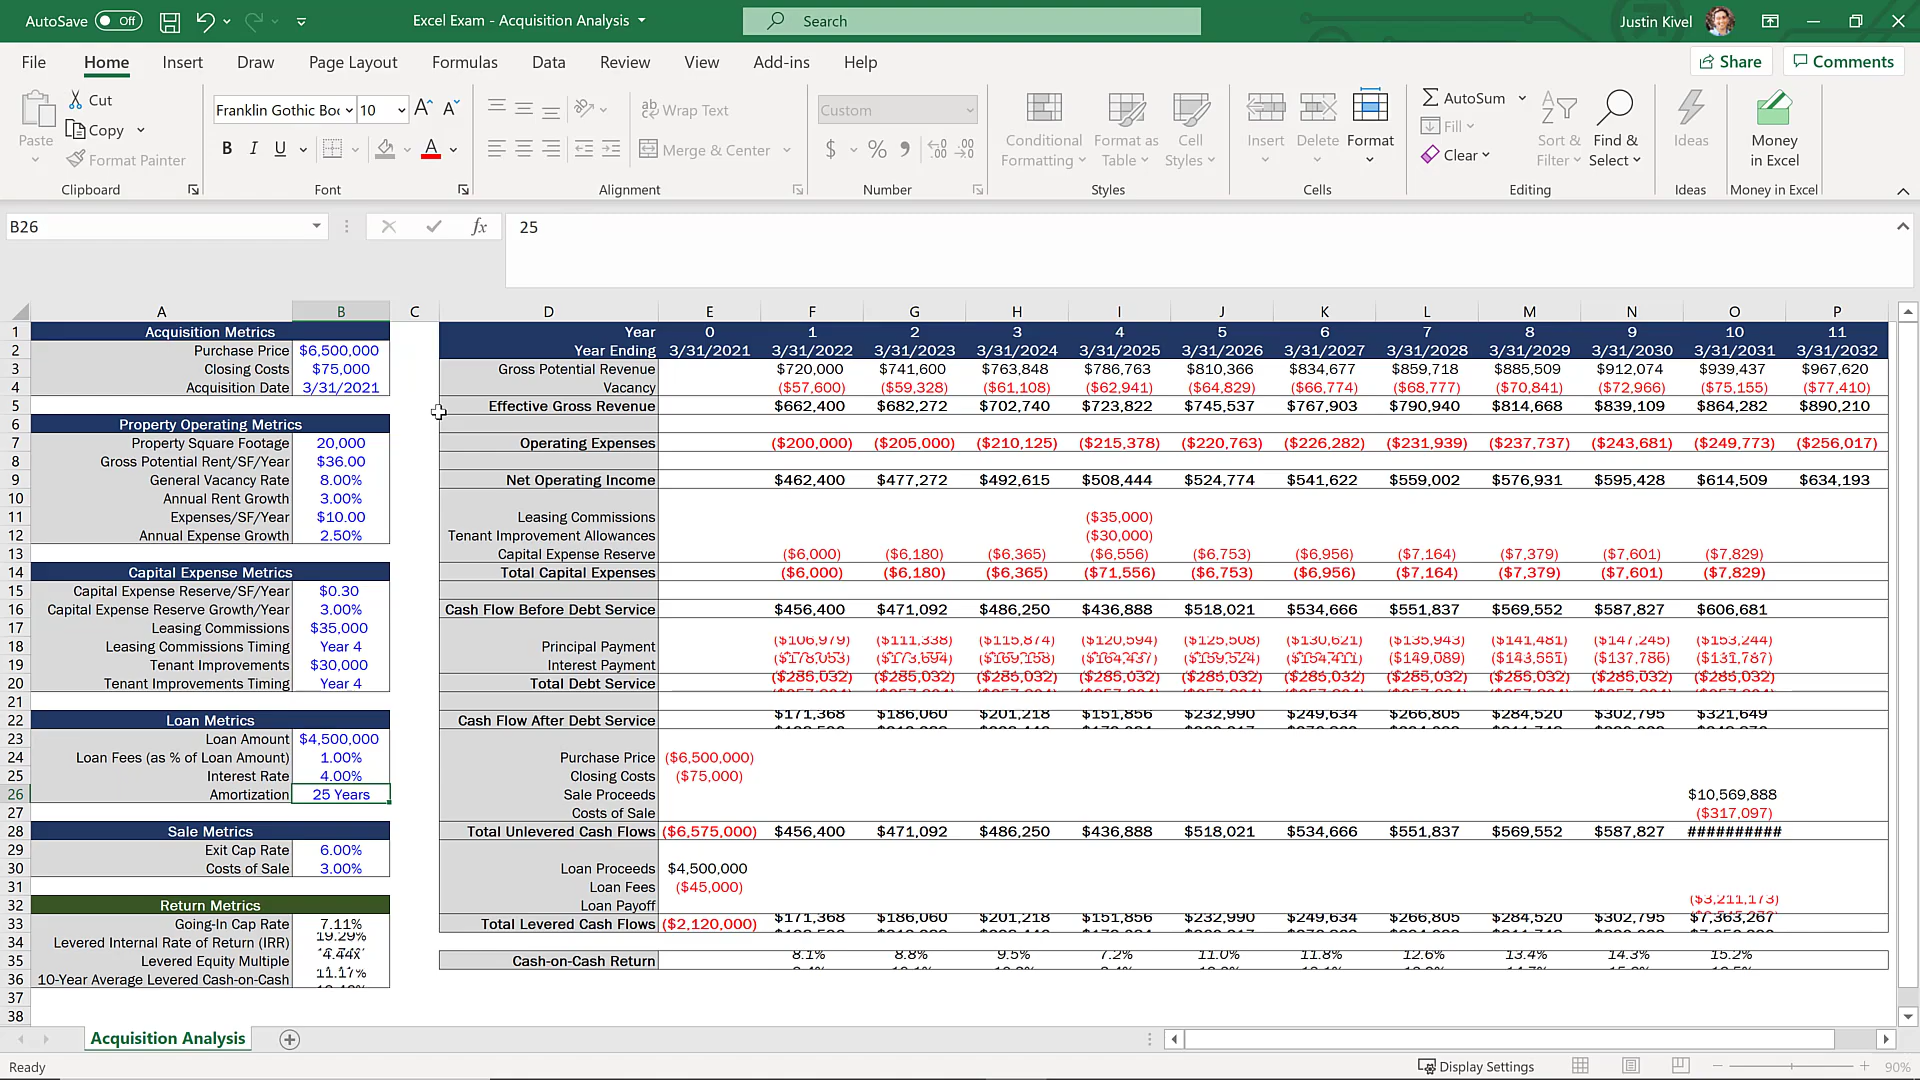 AutoSave Off Excel Exam - Acquisition Analysis Search Justin Kivel
File Home Insert Draw Page Layout Formulas Data Review View Add-ins Help Share Comments
Paste Cut Copy Format Painter Clipboard
Franklin Gothic Boc 10 B I U A Font
ab Wrap Text Merge & Center Alignment
Custom $ % Number
Conditional Formatting Format as Table Cell Styles Styles
Insert Delete Format Cells
AutoSum Fill Clear Sort & Filter Find & Select Editing
Ideas Ideas
Money in Excel Money in Excel
B26 fx 25
A B C D E F G H I J K L M N O P
1 Acquisition Metrics Year 0 1 2 3 4 5 6 7 8 9 10 11
2 Purchase Price $6,500,000 Year Ending 3/31/2021 3/31/2022 3/31/2023 3/31/2024 3/31/2025 3/31/2026 3/31/2027 3/31/2028 3/31/2029 3/31/2030 3/31/2031 3/31/2032
3 Closing Costs $75,000 Gross Potential Revenue $720,000 $741,600 $763,848 $786,763 $810,366 $834,677 $859,718 $885,509 $912,074 $939,437 $967,620
4 Acquisition Date 3/31/2021 Vacancy ($57,600) ($59,328) ($61,108) ($62,941) ($64,829) ($66,774) ($68,777) ($70,841) ($72,966) ($75,155) ($77,410)
5 Effective Gross Revenue $662,400 $682,272 $702,740 $723,822 $745,537 $767,903 $790,940 $814,668 $839,109 $864,282 $890,210
6 Property Operating Metrics
7 Property Square Footage 20,000 Operating Expenses ($200,000) ($205,000) ($210,125) ($215,378) ($220,763) ($226,282) ($231,939) ($237,737) ($243,681) ($249,773) ($256,017)
8 Gross Potential Rent/SF/Year $36.00
9 General Vacancy Rate 8.00% Net Operating Income $462,400 $477,272 $492,615 $508,444 $524,774 $541,622 $559,002 $576,931 $595,428 $614,509 $634,193
10 Annual Rent Growth 3.00%
11 Expenses/SF/Year $10.00 Leasing Commissions ($35,000)
12 Annual Expense Growth 2.50% Tenant Improvement Allowances ($30,000)
13 Capital Expense Reserve ($6,000) ($6,180) ($6,365) ($6,556) ($6,753) ($6,956) ($7,164) ($7,379) ($7,601) ($7,829)
14 Capital Expense Metrics Total Capital Expenses ($6,000) ($6,180) ($6,365) ($71,556) ($6,753) ($6,956) ($7,164) ($7,379) ($7,601) ($7,829)
15 Capital Expense Reserve/SF/Year $0.30
16 Capital Expense Reserve Growth/Year 3.00% Cash Flow Before Debt Service $456,400 $471,092 $486,250 $436,888 $518,021 $534,666 $551,837 $569,552 $587,827 $606,681
17 Leasing Commissions $35,000
18 Leasing Commissions Timing Year 4 Principal Payment ($106,979) ($111,338) ($115,874) ($120,594) ($125,508) ($130,621) ($135,943) ($141,481) ($147,245) ($153,244)
19 Tenant Improvements $30,000 Interest Payment ($178,053) ($173,694) ($169,158) ($164,437) ($159,524) ($154,411) ($149,089) ($143,551) ($137,786) ($131,787)
20 Tenant Improvements Timing Year 4 Total Debt Service ($285,032) ($285,032) ($285,032) ($285,032) ($285,032) ($285,032) ($285,032) ($285,032) ($285,032) ($285,032)
21
22 Loan Metrics Cash Flow After Debt Service $171,368 $186,060 $201,218 $151,856 $232,990 $249,634 $266,805 $284,520 $302,795 $321,649
23 Loan Amount $4,500,000
24 Loan Fees (as % of Loan Amount) 1.00% Purchase Price ($6,500,000)
25 Interest Rate 4.00% Closing Costs ($75,000)
26 Amortization 25 Years Sale Proceeds $10,569,888
27 Costs of Sale ($317,097)
28 Sale Metrics Total Unlevered Cash Flows ($6,575,000) $456,400 $471,092 $486,250 $436,888 $518,021 $534,666 $551,837 $569,552 $587,827 ##########
29 Exit Cap Rate 6.00%
30 Costs of Sale 3.00% Loan Proceeds $4,500,000
31 Loan Fees ($45,000)
32 Return Metrics Loan Payoff ($3,211,173)
33 Going-In Cap Rate 7.11% Total Levered Cash Flows ($2,120,000) $171,368 $186,060 $201,218 $151,856 $232,990 $249,634 $266,805 $284,520 $302,795 $7,363,267
34 Levered Internal Rate of Return (IRR) 19.29%
35 Levered Equity Multiple 4.44x Cash-on-Cash Return 8.1% 8.8% 9.5% 7.2% 11.0% 11.8% 12.6% 13.4% 14.3% 15.2%
36 10-Year Average Levered Cash-on-Cash 11.17%
37
38
Acquisition Analysis
Ready Display Settings 90%